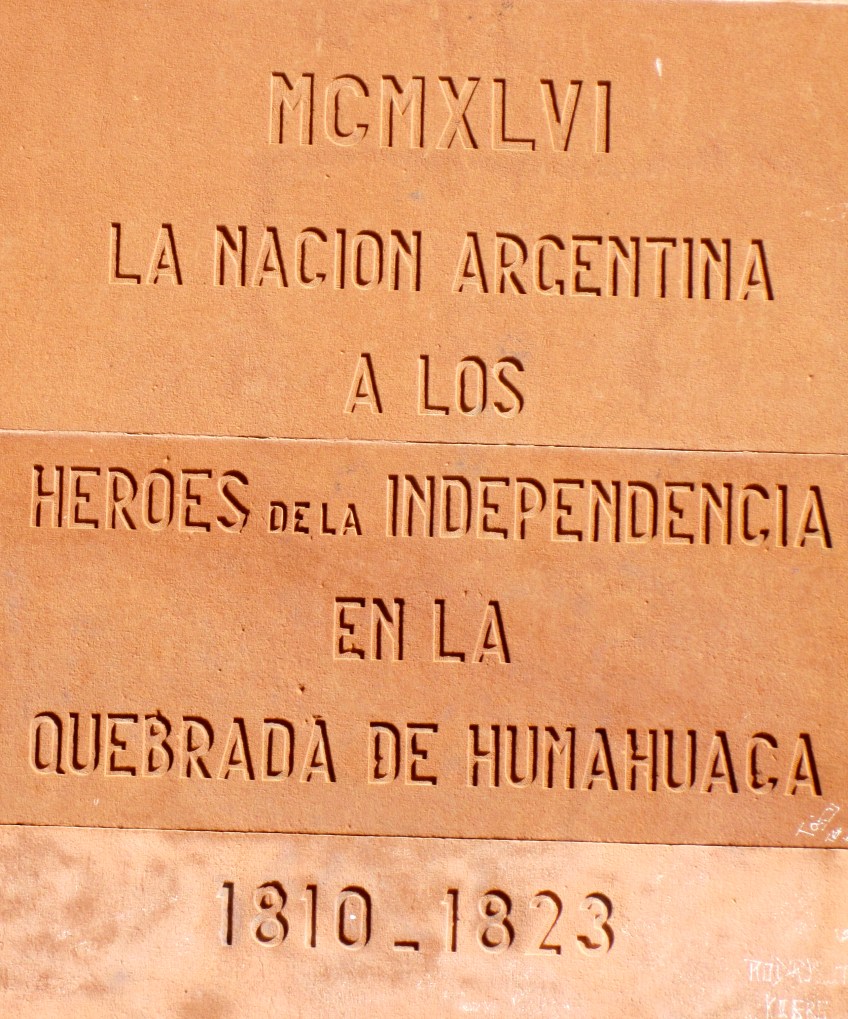 MCMXLVI
LA NACION ARGENTINA
A LOS
HEROES DE LA INDEPENDENCIA
EN LA
QUEBRADA DE HUMAHUACA
1810-1823